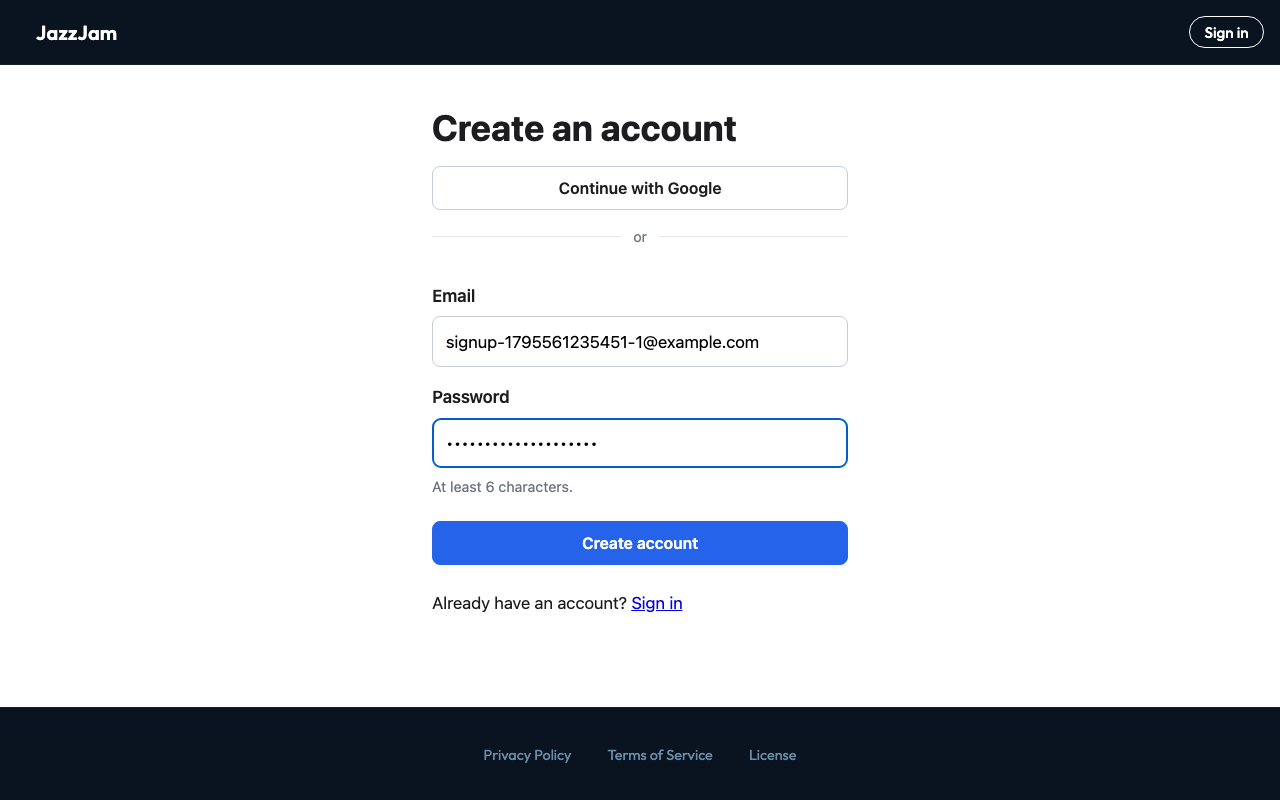 JazzJam
Sign in
Create an account
Continue with Google
or
Email
signup-1795561235451-1@example.com
Password
••••••••••••••••••••
At least 6 characters.
Create account
Already have an account? Sign in
Privacy Policy
Terms of Service
License